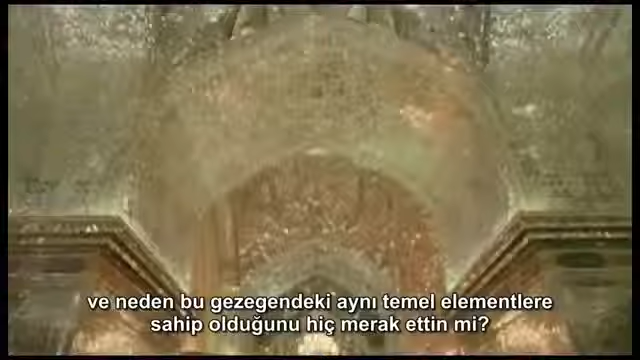 ve neden bu gezegendeki aynı temel elementlere
sahip olduğunu hiç merak ettin mi?